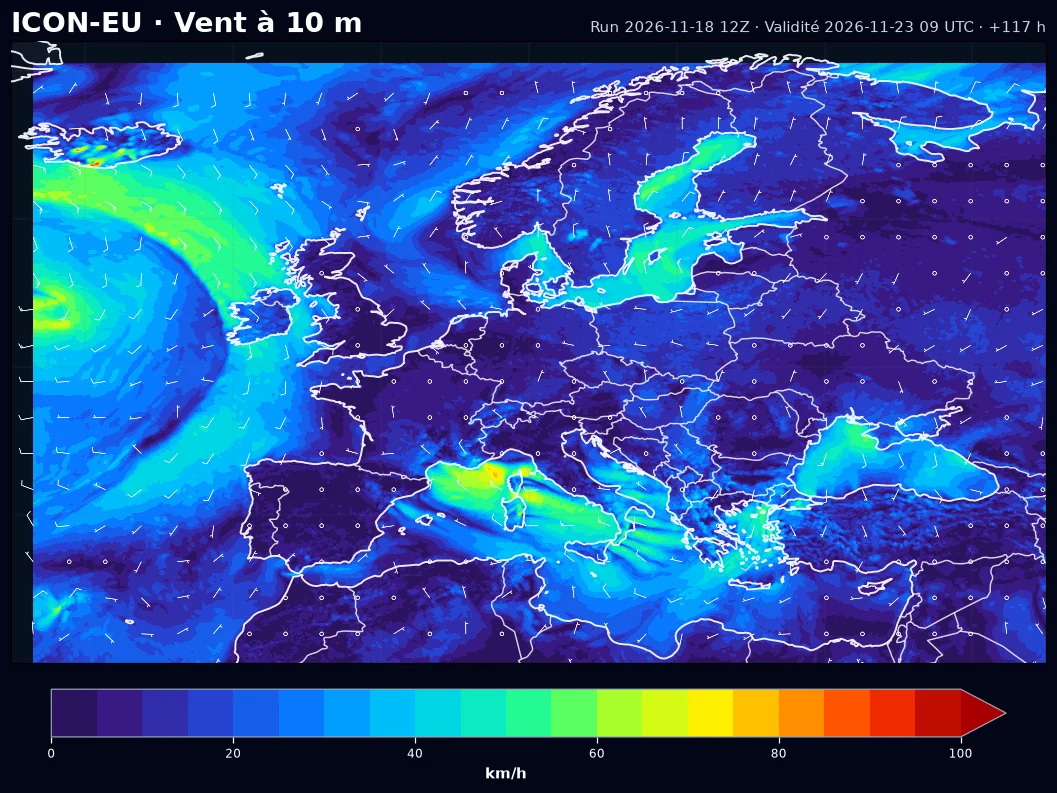 ICON-EU · Vent à 10 m
Run 2026-11-18 12Z · Validité 2026-11-23 09 UTC · +117 h
0 20 40 60 80 100
km/h